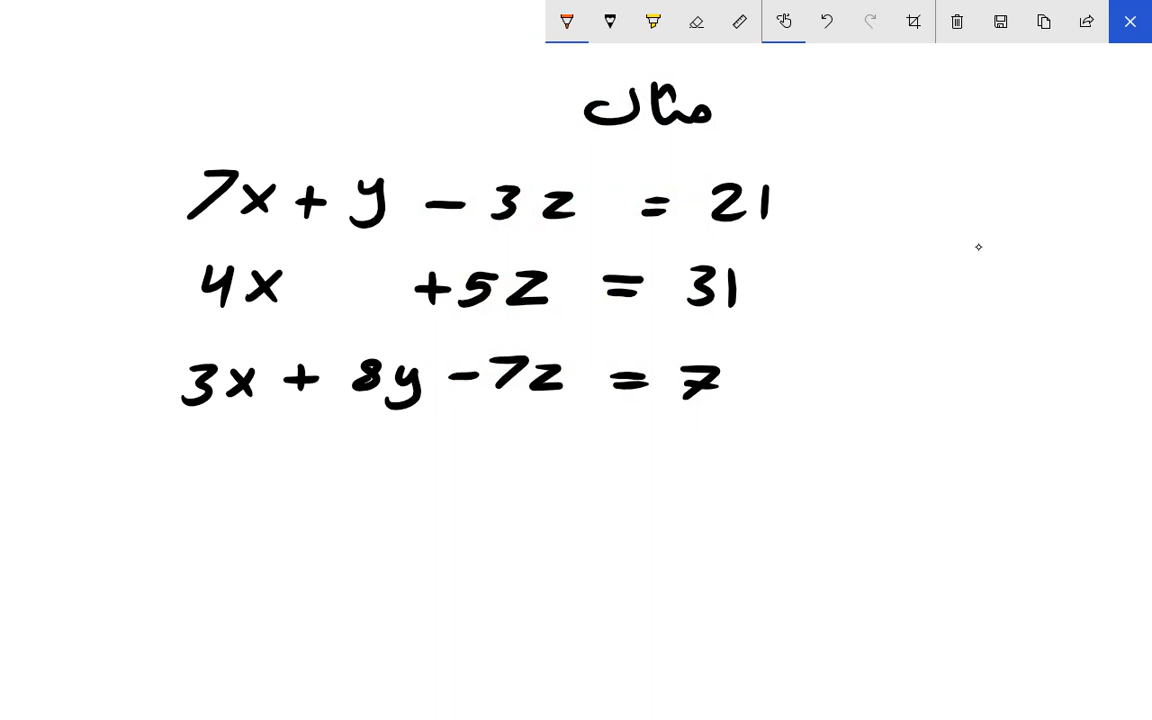 مثال
7x + y - 3z = 21
4x + 5z = 31
3x + 8y - 7z = 7